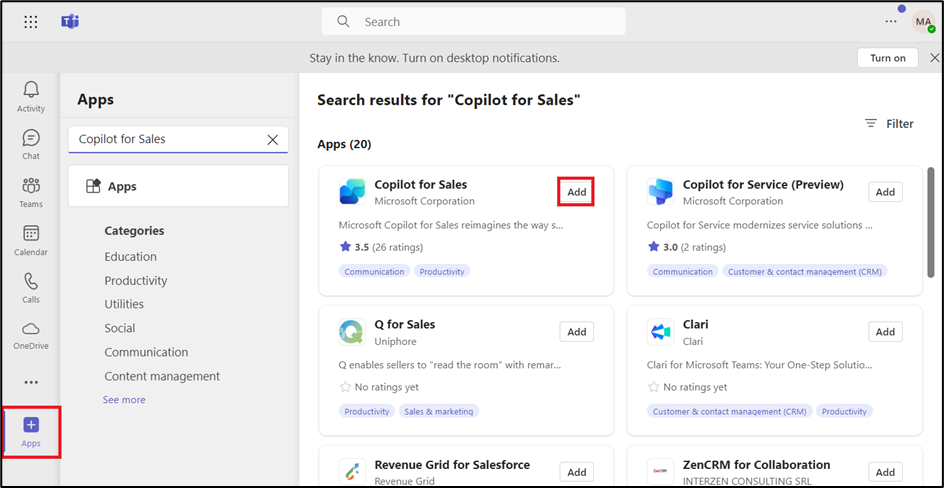 Search
MA
Stay in the know. Turn on desktop notifications.
Turn on
Activity
Chat
Teams
Calendar
Calls
OneDrive
Apps
Apps
Copilot for Sales
Apps
Categories
Education
Productivity
Utilities
Social
Communication
Content management
See more
Search results for "Copilot for Sales"
Filter
Apps (20)
Copilot for Sales
Microsoft Corporation
Add
Microsoft Copilot for Sales reimagines the way s...
3.5 (26 ratings)
Communication Productivity
Copilot for Service (Preview)
Microsoft Corporation
Add
Copilot for Service modernizes service solutions ...
3.0 (2 ratings)
Communication Customer & contact management (CRM)
Q for Sales
Uniphore
Add
Q enables sellers to "read the room" with remar...
No ratings yet
Productivity Sales & marketing
Clari
Clari
Add
Clari for Microsoft Teams: Your One-Step Solutio...
No ratings yet
Customer & contact management (CRM) Productivity
Revenue Grid for Salesforce
Revenue Grid
Add
ZenCRM for Collaboration
INTERZEN CONSULTING SRL
Add